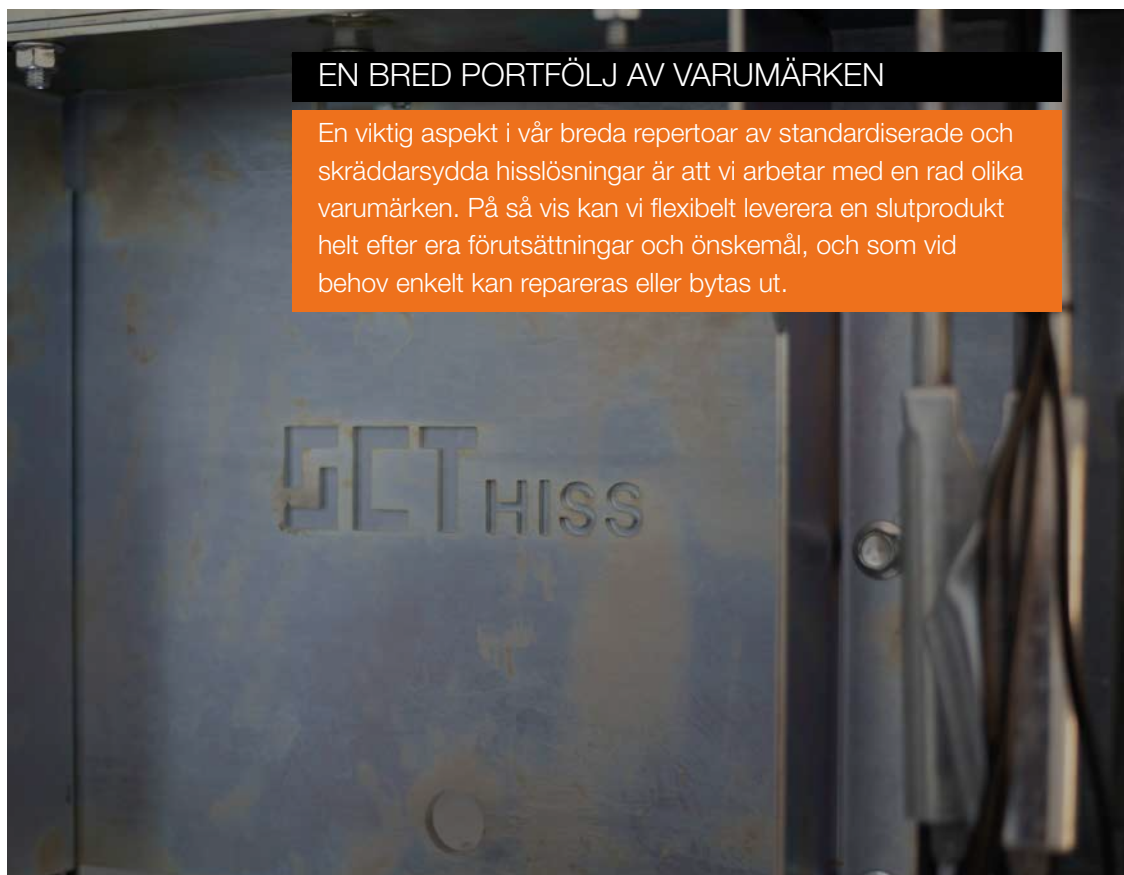 EN BRED PORTFÖLJ AV VARUMÄRKEN
En viktig aspekt i vår breda repertoar av standardiserade och
skräddarsydda hisslösningar är att vi arbetar med en rad olika
varumärken. På så vis kan vi flexibelt leverera en slutprodukt
helt efter era förutsättningar och önskemål, och som vid
behov enkelt kan repareras eller bytas ut.
SCT HISS